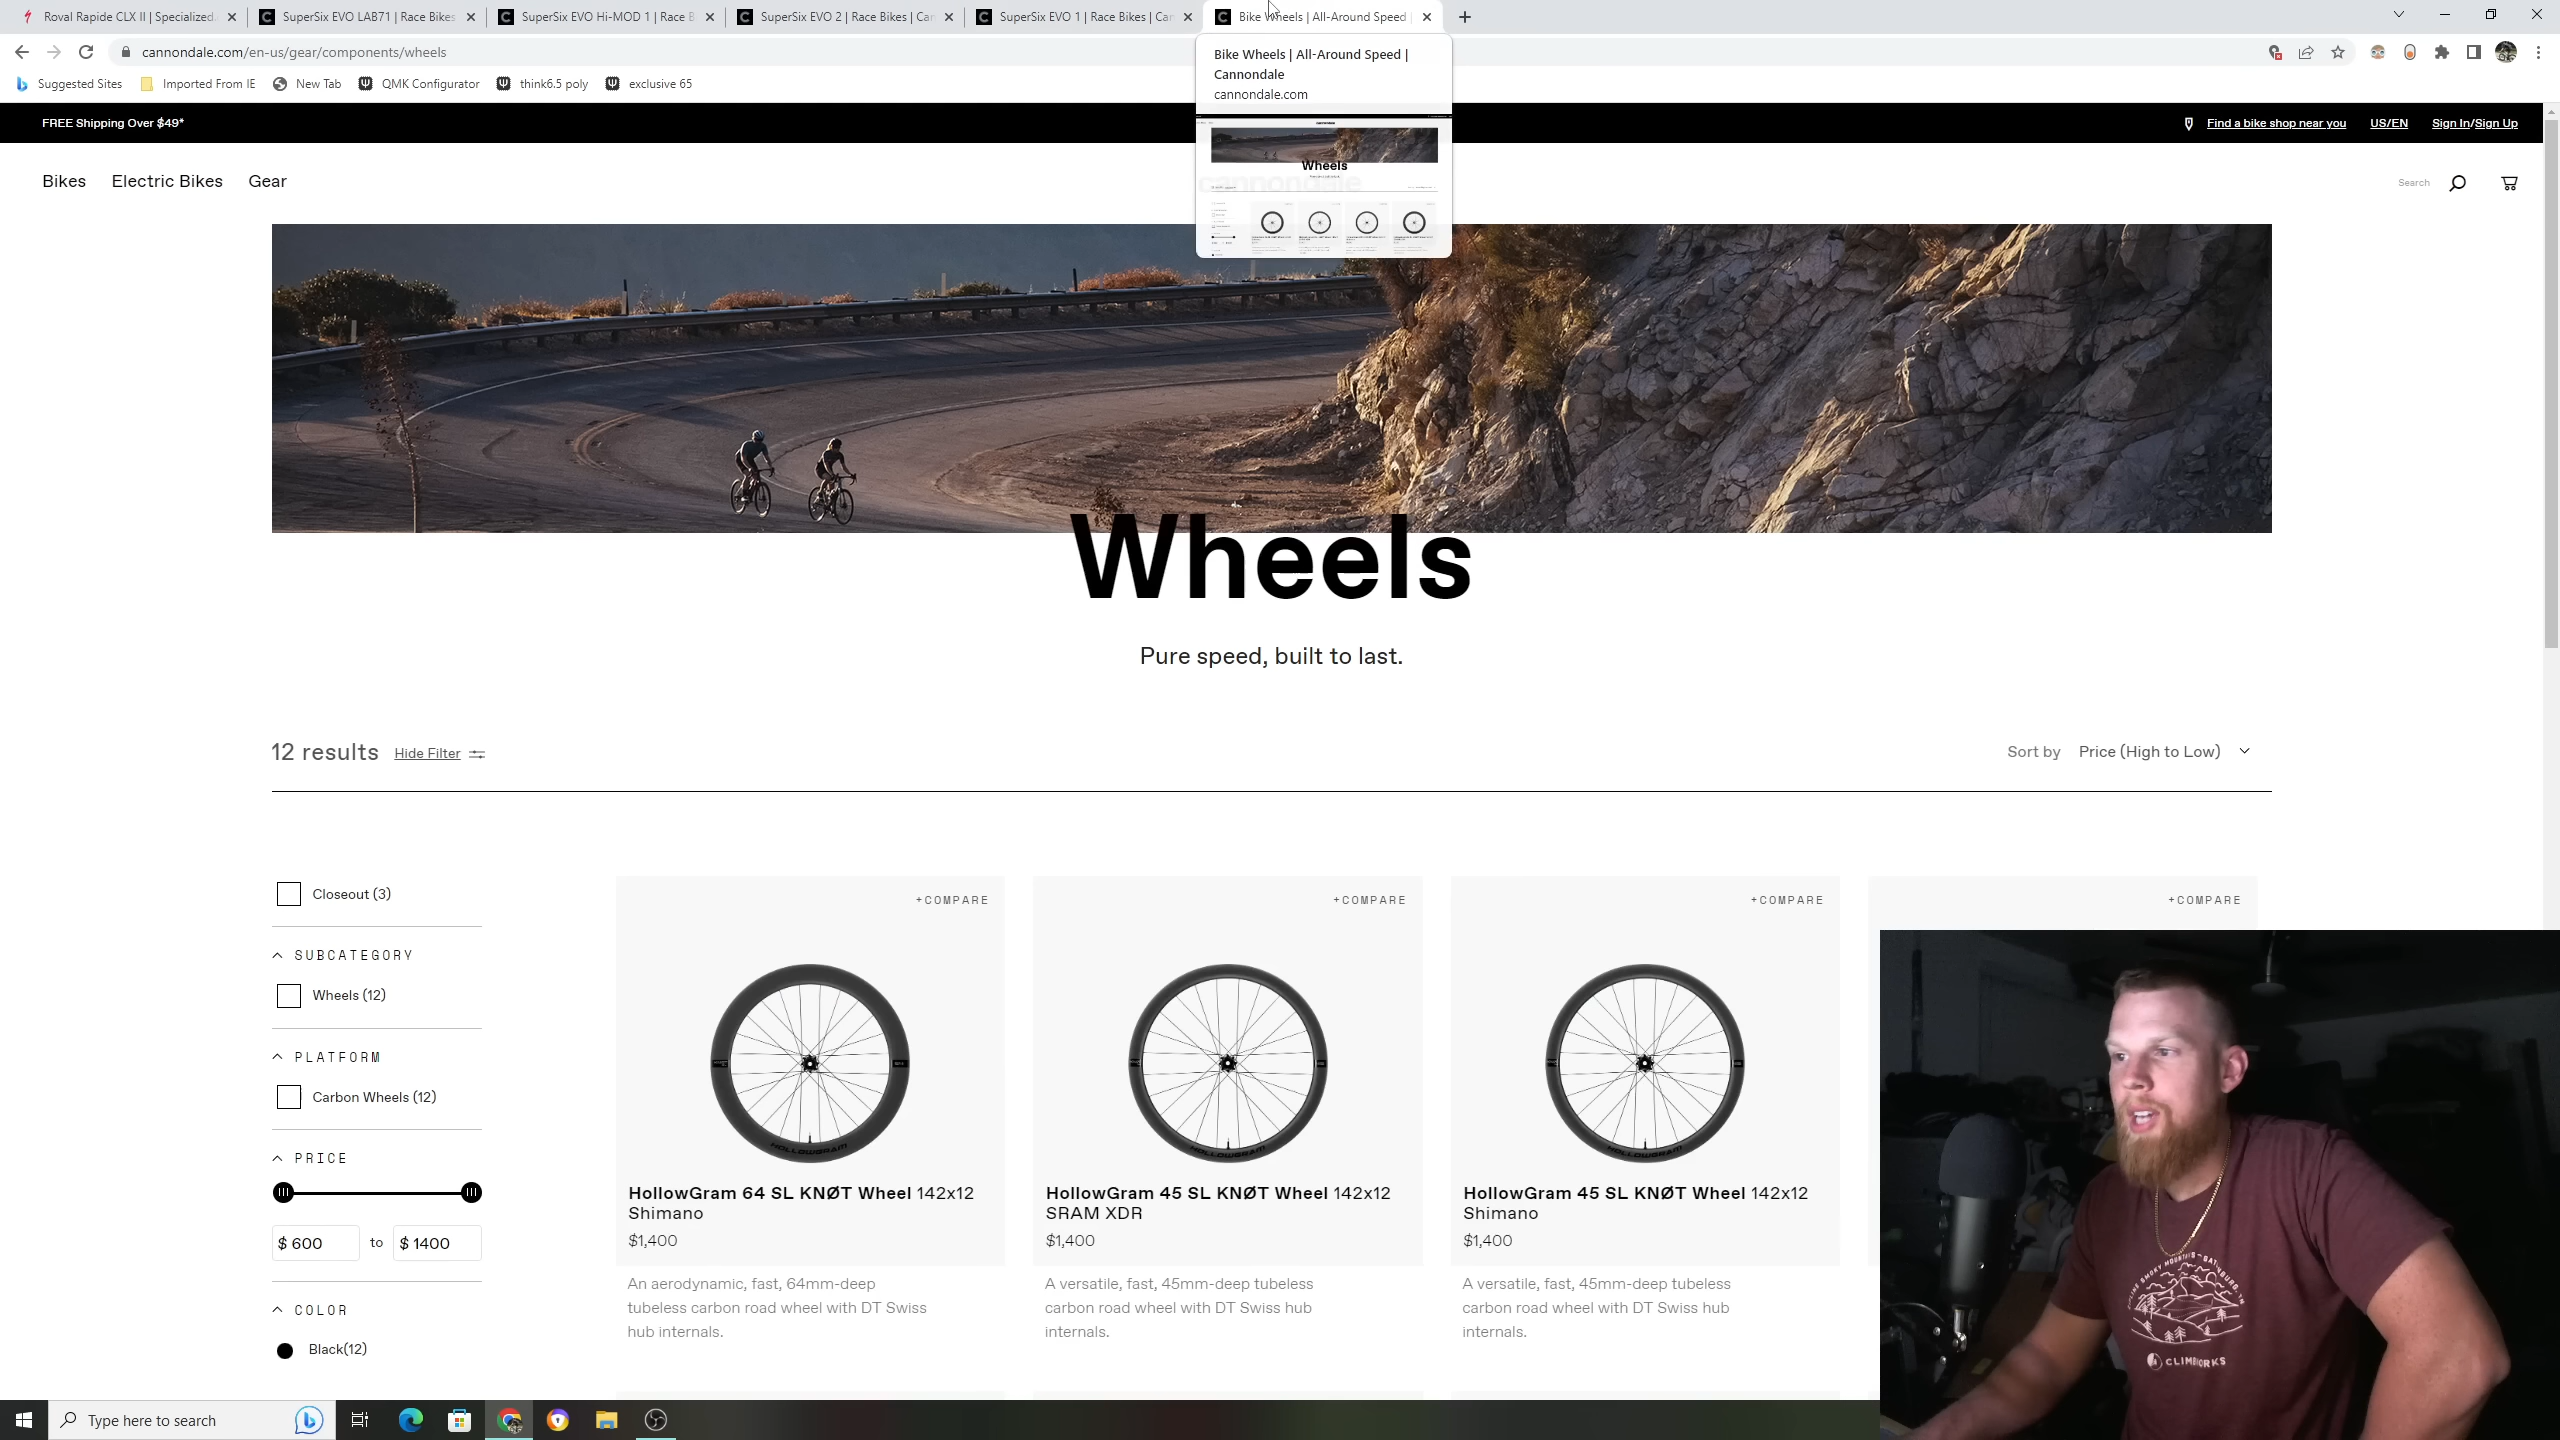 Roval Rapide CLX II | Specialized.
SuperSix EVO LAB71 | Race Bikes
SuperSix EVO Hi-MOD 1 | Race B
SuperSix EVO 2 | Race Bikes | Can
SuperSix EVO 1 | Race Bikes | Can
Bike Wheels | All-Around Speed |
cannondale.com/en-us/gear/components/wheels
Bike Wheels | All-Around Speed |
Cannondale
cannondale.com
Suggested Sites
Imported From IE
New Tab
QMK Configurator
think6.5 poly
exclusive 65
FREE Shipping Over $49*
Find a bike shop near you
US/EN
Sign In/Sign Up
Bikes
Electric Bikes
Gear
Wheels
cannondale
Search
Wheels
Pure speed, built to last.
12 results
Hide Filter
Sort by Price (High to Low)
Closeout (3)
SUBCATEGORY
Wheels (12)
PLATFORM
Carbon Wheels (12)
PRICE
$ 600 to $ 1400
COLOR
Black(12)
+COMPARE
HOLLOWGRAM
HollowGram 64 SL KNØT Wheel 142x12
Shimano
$1,400
An aerodynamic, fast, 64mm-deep
tubeless carbon road wheel with DT Swiss
hub internals.
+COMPARE
HOLLOWGRAM
HollowGram 45 SL KNØT Wheel 142x12
SRAM XDR
$1,400
A versatile, fast, 45mm-deep tubeless
carbon road wheel with DT Swiss hub
internals.
+COMPARE
HOLLOWGRAM
HollowGram 45 SL KNØT Wheel 142x12
Shimano
$1,400
A versatile, fast, 45mm-deep tubeless
carbon road wheel with DT Swiss hub
internals.
+COMPARE
CLIMBWORKS
Type here to search